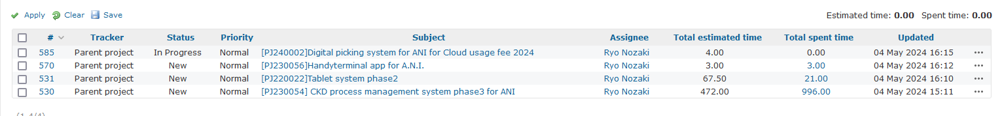 Apply Clear Save Estimated time: 0.00 Spent time: 0.00
# Tracker Status Priority Subject Assignee Total estimated time Total spent time Updated
585 Parent project In Progress Normal [PJ240002]Digital picking system for ANI for Cloud usage fee 2024 Ryo Nozaki 4.00 0.00 04 May 2024 16:15 ···
570 Parent project New Normal [PJ230056]Handyterminal app for A.N.I. Ryo Nozaki 3.00 3.00 04 May 2024 16:12 ···
531 Parent project New Normal [PJ220022]Tablet system phase2 Ryo Nozaki 67.50 21.00 04 May 2024 16:10 ···
530 Parent project New Normal [PJ230054] CKD process management system phase3 for ANI Ryo Nozaki 472.00 996.00 04 May 2024 15:11 ···
(1-4/4)